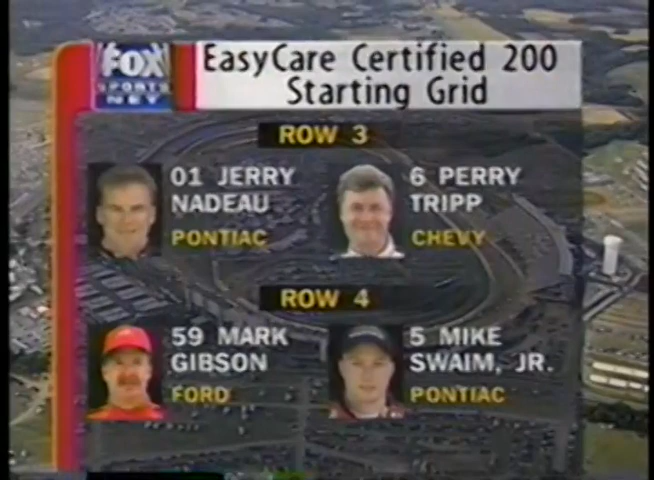 FOX
SPORTS
NET
EasyCare Certified 200
Starting Grid
ROW 3
01 JERRY
NADEAU
PONTIAC
6 PERRY
TRIPP
CHEVY
ROW 4
59 MARK
GIBSON
FORD
5 MIKE
SWAIM, JR.
PONTIAC